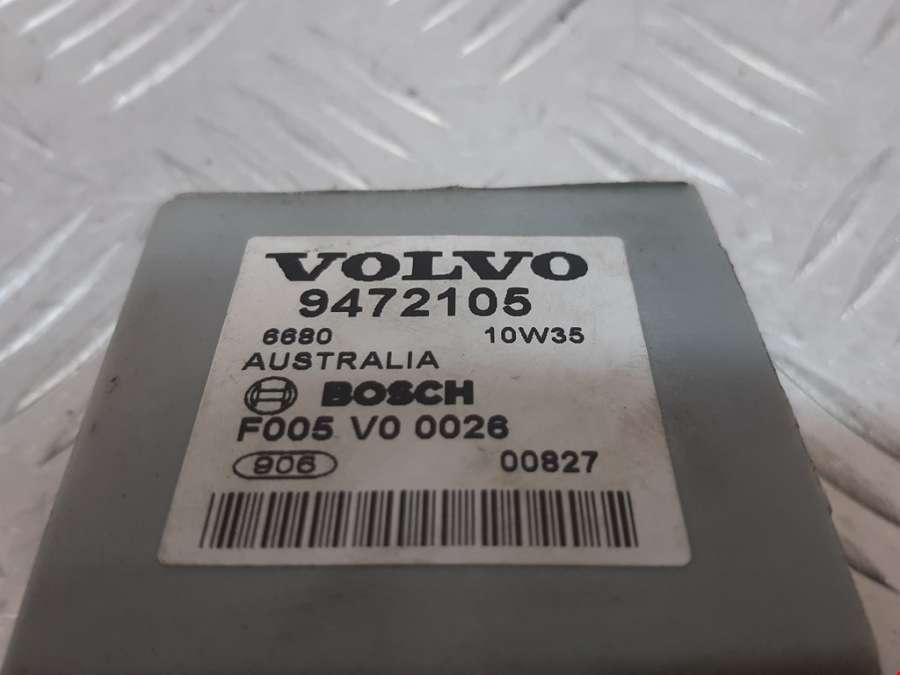 VOLVO
9472105
6680 10W35
AUSTRALIA
BOSCH
F005 V0 0026
906 00827